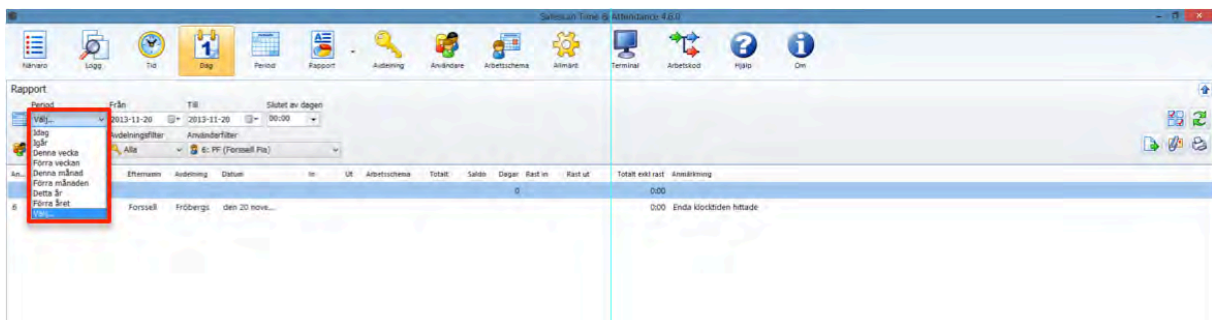 Safescan Time & Attendance 4.0.0
Närvaro Logg Tid Dag Period Rapport Avdelning Användare Arbetsschema Allmänt Terminal Arbetskod Hjälp Om
Rapport
Period Från Till Slutet av dagen
Välj... 2013-11-20 2013-11-20 00:00
Idag
Igår
Denna vecka
Förra veckan
Denna månad
Förra månaden
Detta år
Förra året
Välj...
Avdelningsfilter Användarfilter
Alla 6: PF (Forssell Pia)
An... Efternamn Avdelning Datum In Ut Arbetsschema Totalt Saldo Dagar Rast in Rast ut Totalt exkl rast Anmärkning
0 0:00
6 Forssell Fröbergs den 20 nove... 0:00 Enda klocktiden hittade